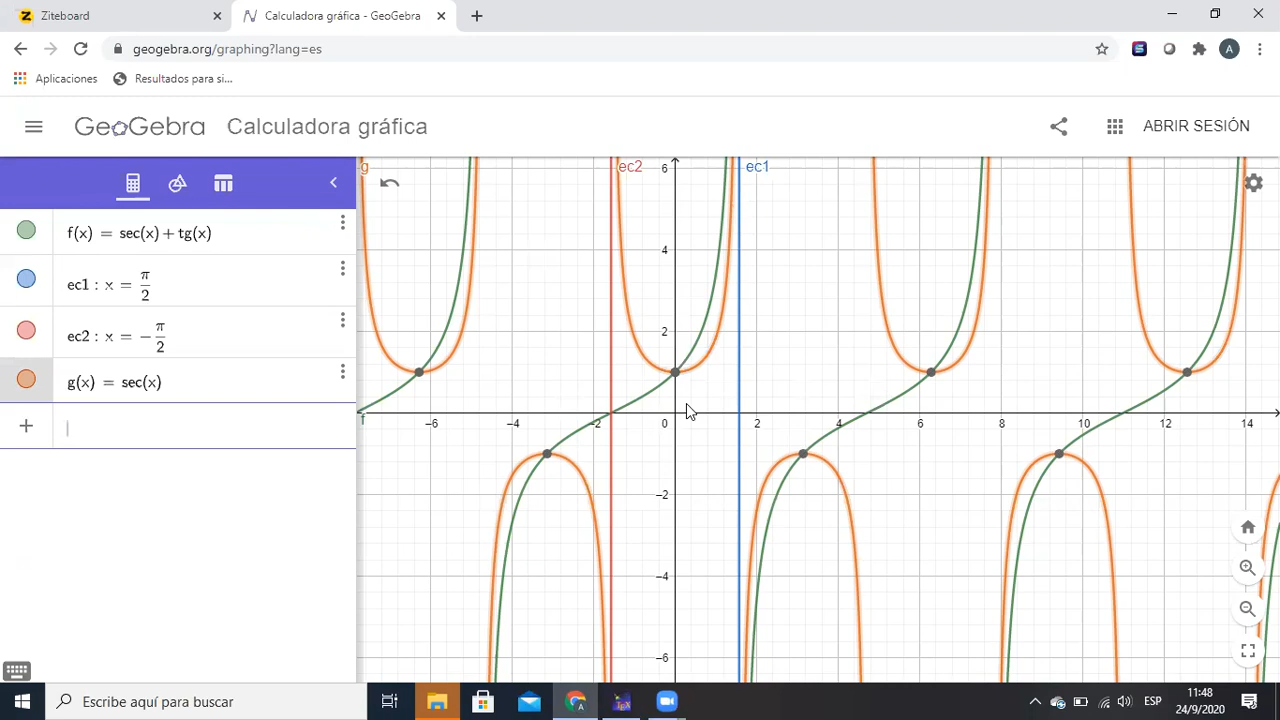 Ziteboard
Calculadora gráfica - GeoGebra
geogebra.org/graphing?lang=es
A
Aplicaciones
Resultados para si...
GeoGebra Calculadora gráfica
ABRIR SESIÓN
f(x) = sec(x) + tg(x)
ec1 : x = π/2
ec2 : x = −π/2
g(x) = sec(x)
g
ec2
ec1
f
6
4
2
−2
−4
−6
−6 −4 −2 0 2 4 6 8 10 12 14
Escribe aquí para buscar
ESP
11:48
24/9/2020